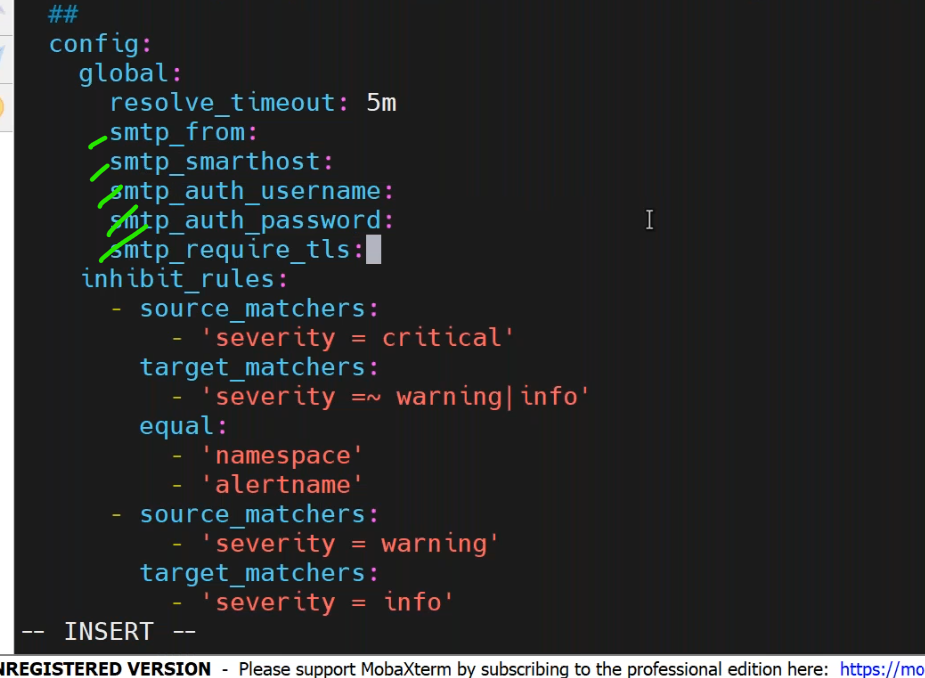 ##
config:
global:
resolve_timeout: 5m
smtp_from:
smtp_smarthost:
smtp_auth_username:
smtp_auth_password:
smtp_require_tls:
inhibit_rules:
- source_matchers:
- 'severity = critical'
target_matchers:
- 'severity =~ warning|info'
equal:
- 'namespace'
- 'alertname'
- source_matchers:
- 'severity = warning'
target_matchers:
- 'severity = info'
-- INSERT --
NREGISTERED VERSION - Please support MobaXterm by subscribing to the professional edition here: https://mo